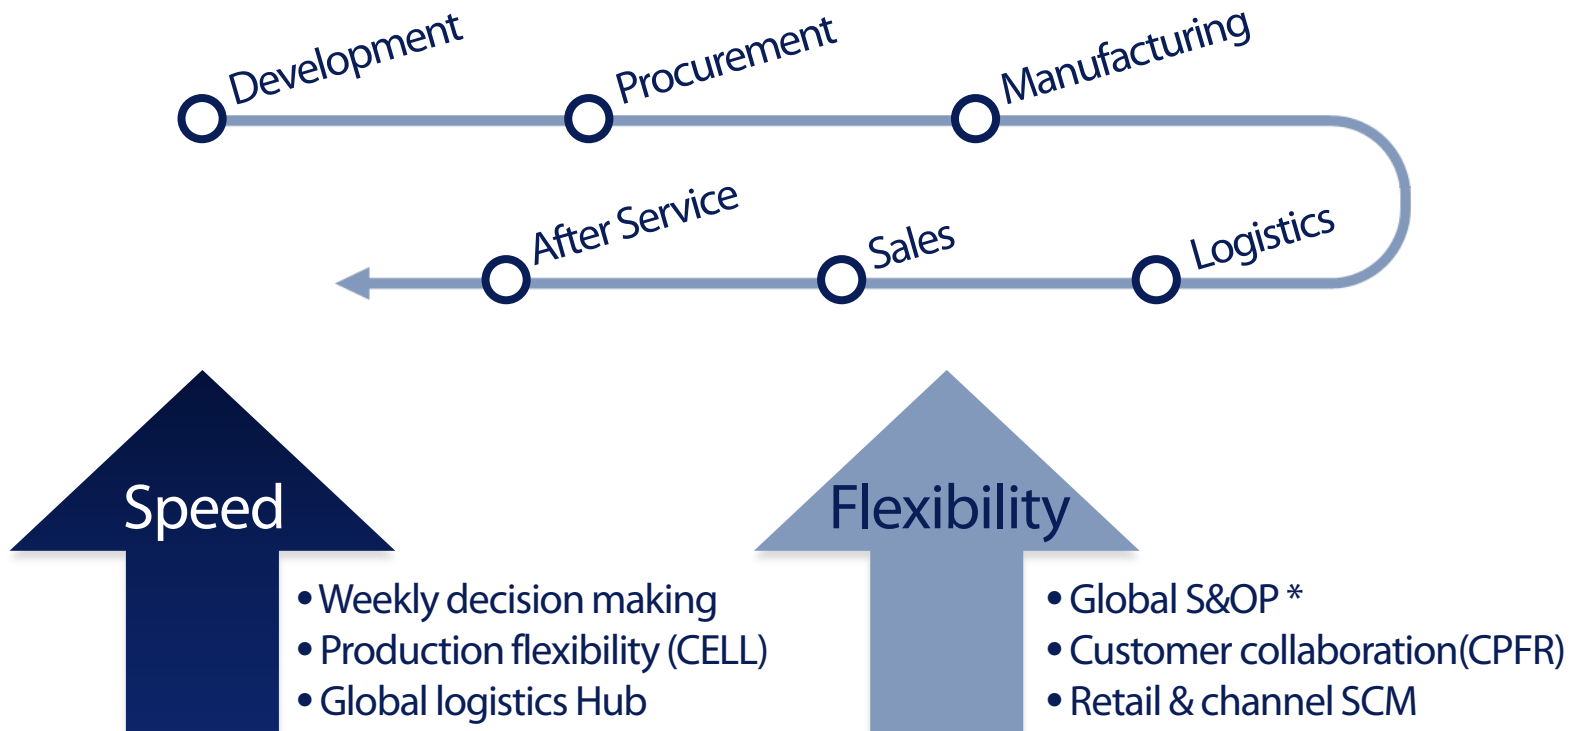 Development
Procurement
Manufacturing
After Service
Sales
Logistics
Speed
• Weekly decision making
• Production flexibility (CELL)
• Global logistics Hub
Flexibility
• Global S&OP *
• Customer collaboration(CPFR)
• Retail & channel SCM